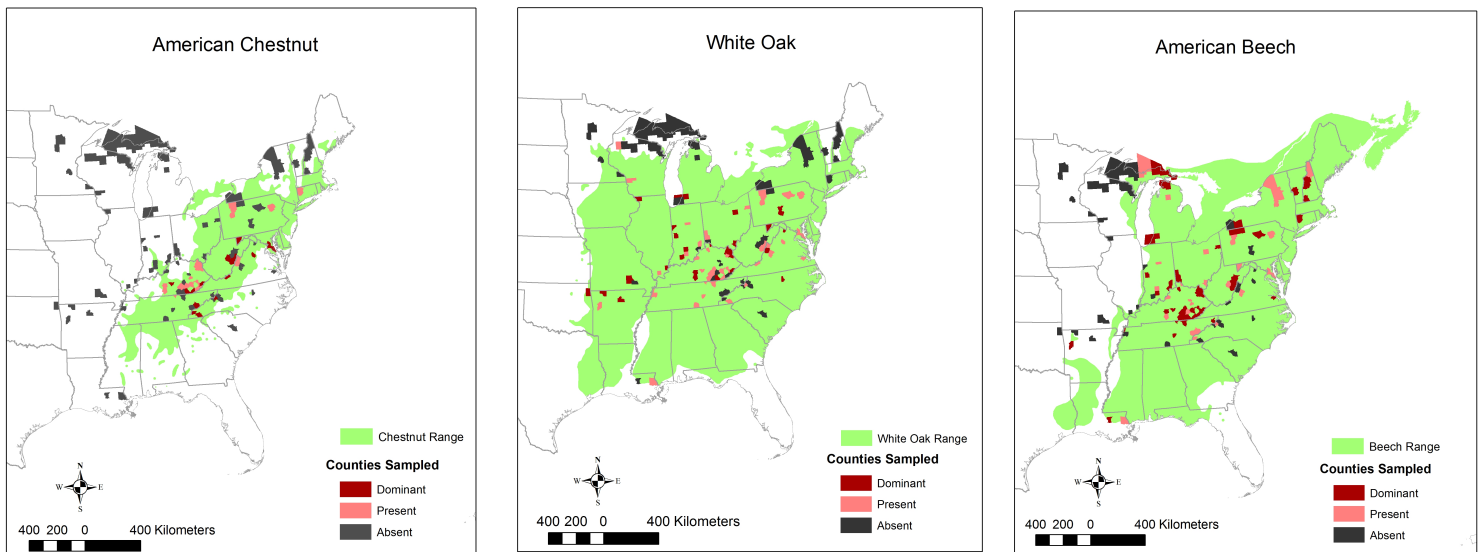 American Chestnut
Chestnut Range
Counties Sampled
Dominant
Present
Absent
N
W E
S
400 200 0 400 Kilometers
White Oak
White Oak Range
Counties Sampled
Dominant
Present
Absent
N
W E
S
400 200 0 400 Kilometers
American Beech
Beech Range
Counties Sampled
Dominant
Present
Absent
N
W E
S
400 200 0 400 Kilometers